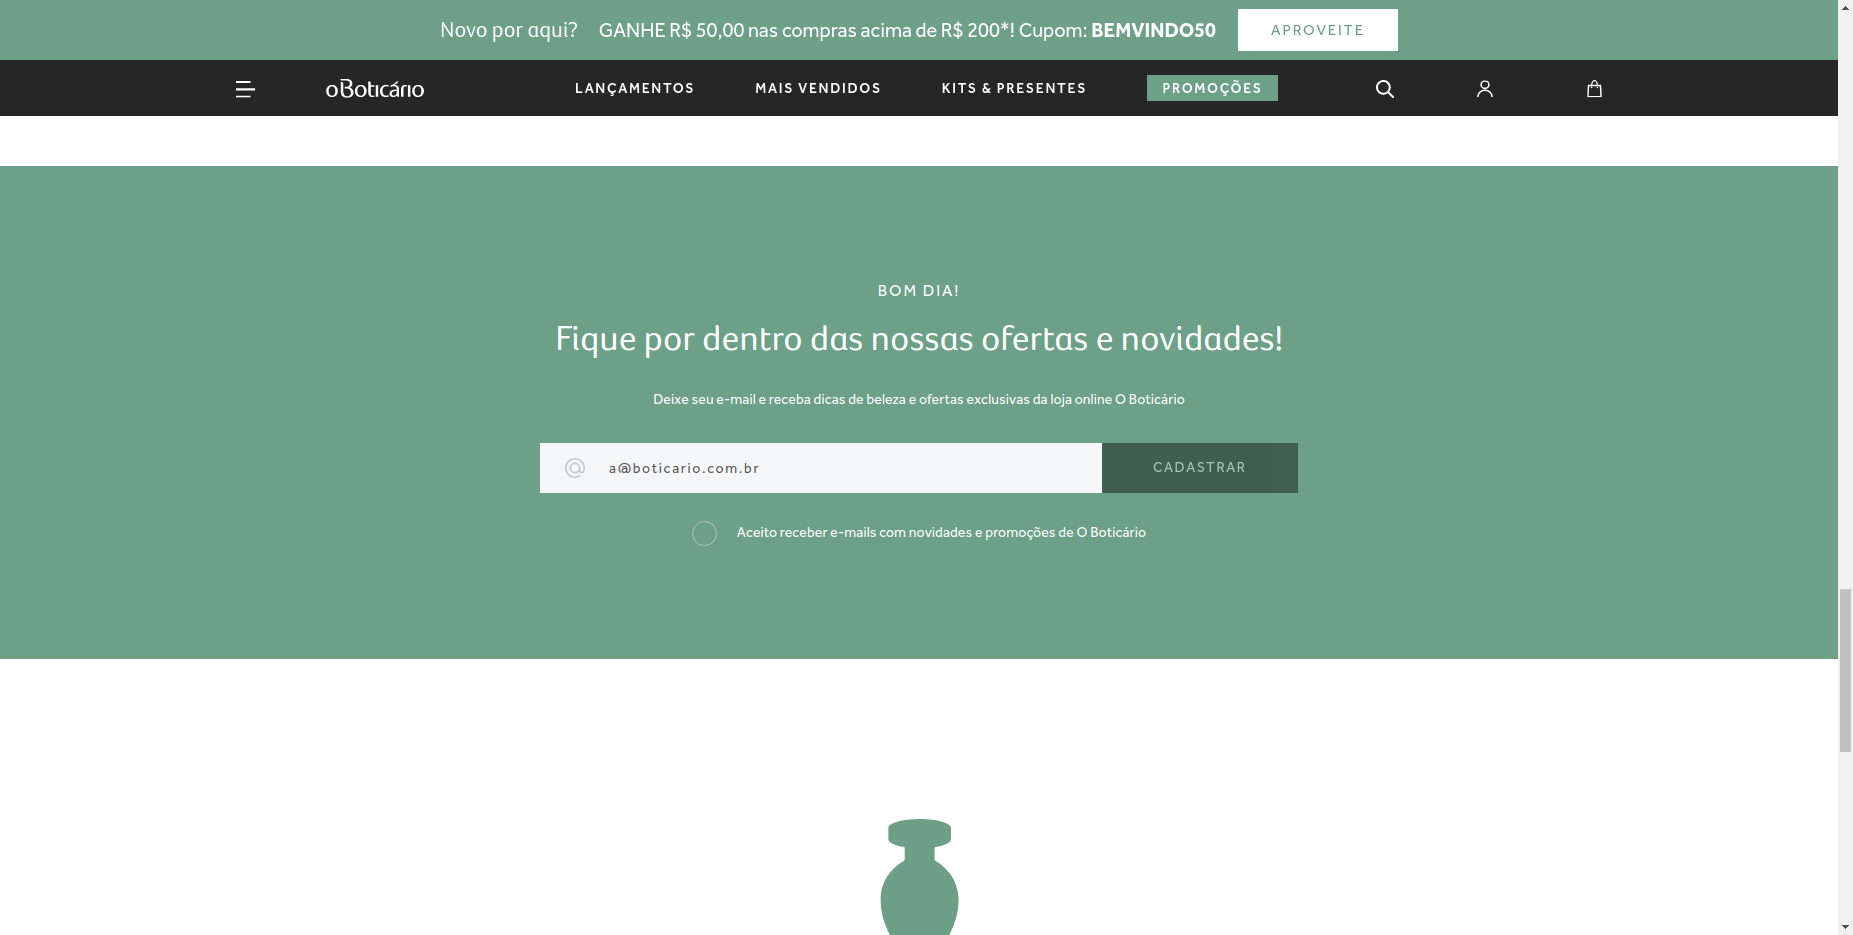 Novo por aqui? GANHE R$ 50,00 nas compras acima de R$ 200*! Cupom: BEMVINDO50 APROVEITE
oBoticário LANÇAMENTOS MAIS VENDIDOS KITS & PRESENTES PROMOÇÕES
BOM DIA!
Fique por dentro das nossas ofertas e novidades!
Deixe seu e-mail e receba dicas de beleza e ofertas exclusivas da loja online O Boticário
@ a@boticario.com.br CADASTRAR
Aceito receber e-mails com novidades e promoções de O Boticário